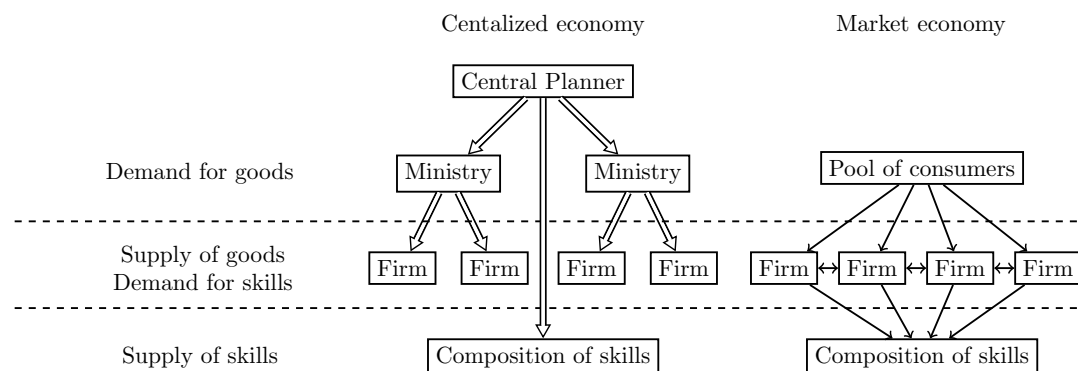 Centalized economy
Market economy
Central Planner
Demand for goods
Ministry
Ministry
Pool of consumers
Supply of goods
Demand for skills
Firm
Firm
Firm
Firm
Firm
Firm
Firm
Firm
Supply of skills
Composition of skills
Composition of skills